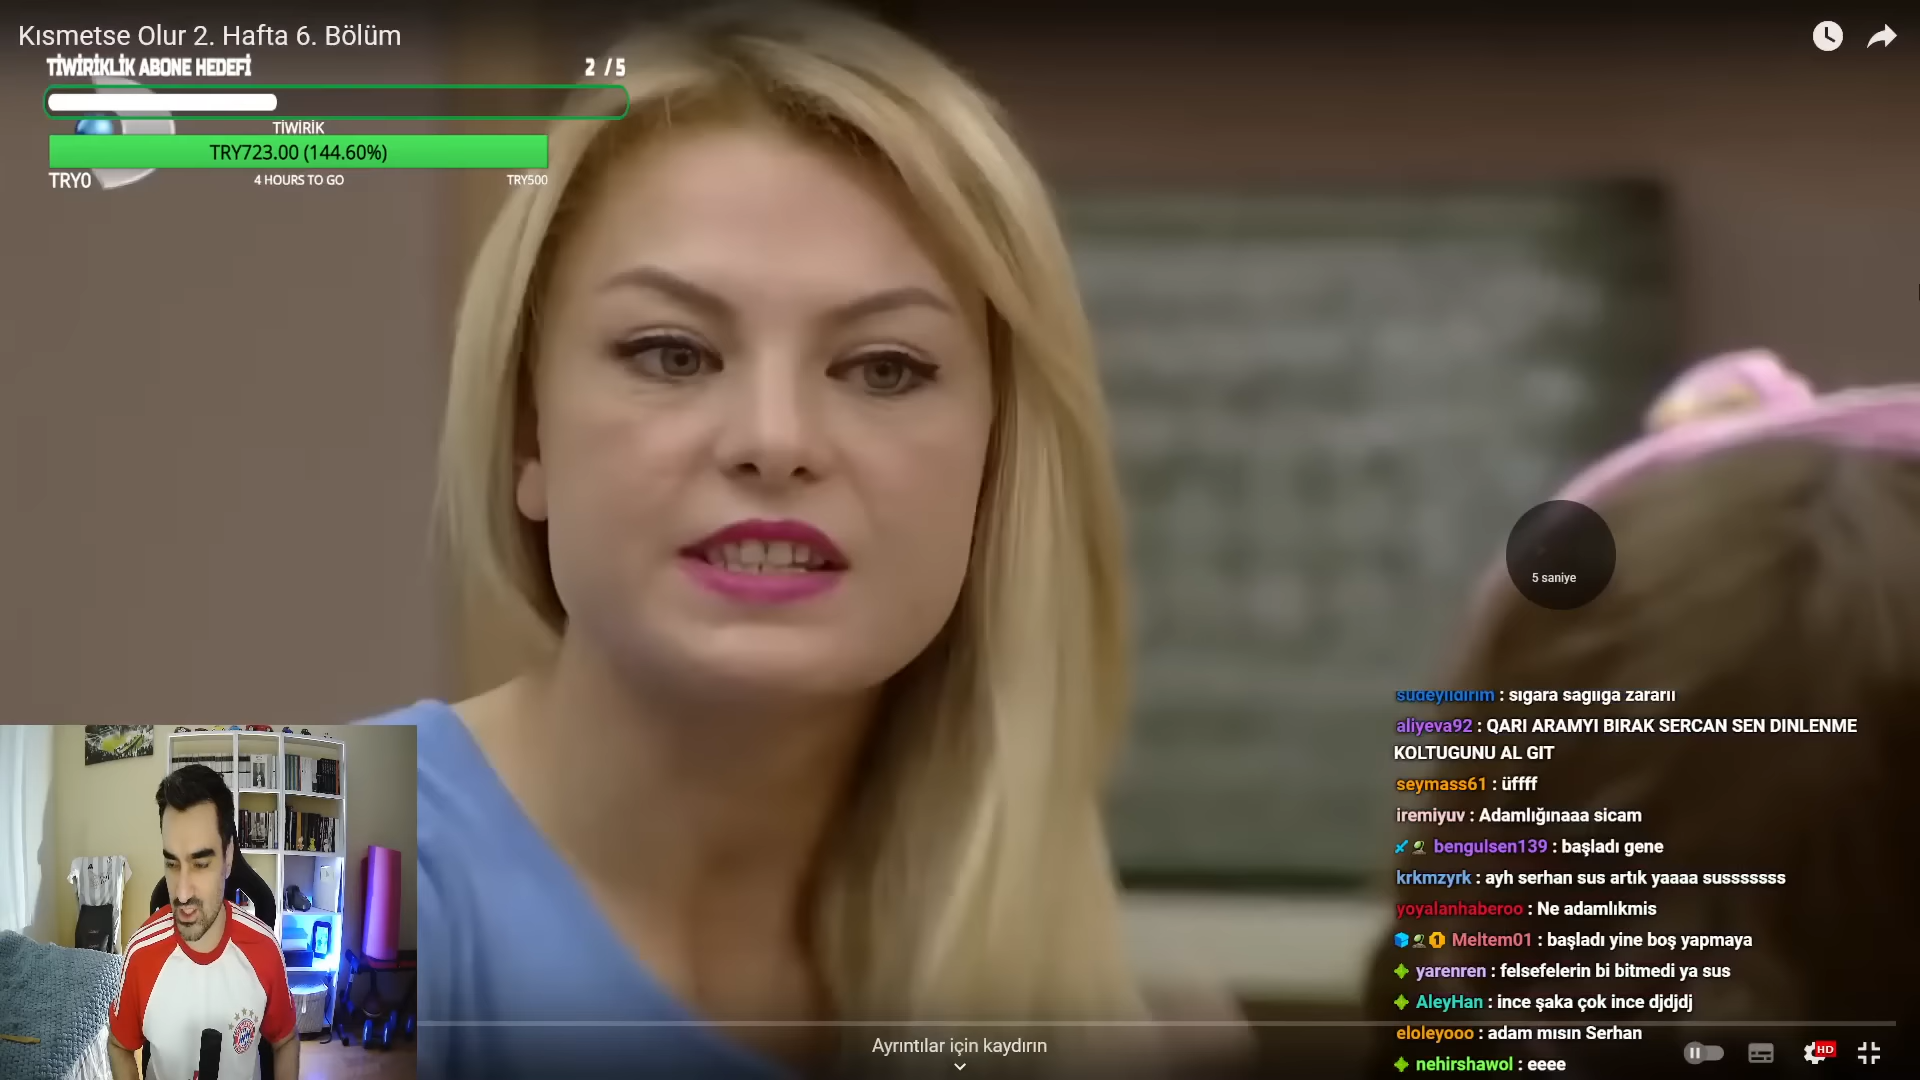 Kısmetse Olur 2. Hafta 6. Bölüm
TİWİRİKLİK ABONE HEDEFİ 2 / 5
TİWİRİK
TRY723.00 (144.60%)
TRY0 4 HOURS TO GO TRY500
5 saniye
sudeyildirim : sigara sagliga zararli
aliyeva92 : QARI ARAMYI BIRAK SERCAN SEN DINLENME
KOLTUGUNU AL GIT
seymass61 : üffff
iremiyuv : Adamlığınaaa sicam
bengulsen139 : başladı gene
krkmzyrk : ayh serhan sus artık yaaaa susssssss
yoyalanhaberoo : Ne adamlıkmis
1 Meltem01 : başladı yine boş yapmaya
yarenren : felsefelerin bi bitmedi ya sus
AleyHan : ince şaka çok ince djdjdj
eloleyooo : adam mısın Serhan
nehirshawol : eeee
Ayrıntılar için kaydırın
HD